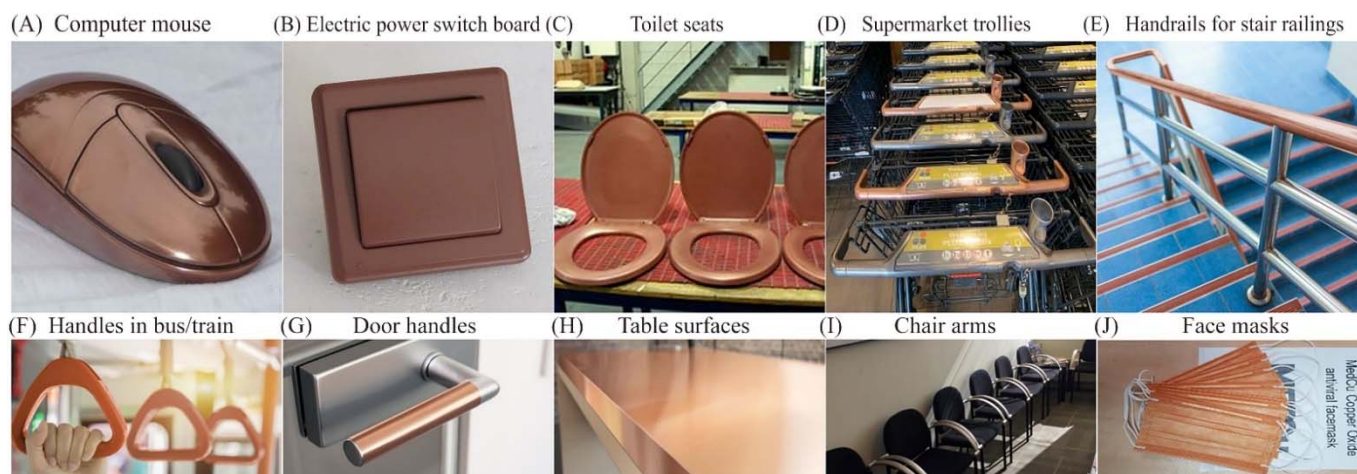 (A) Computer mouse
(B) Electric power switch board
(C) Toilet seats
(D) Supermarket trollies
(E) Handrails for stair railings
(F) Handles in bus/train
(G) Door handles
(H) Table surfaces
(I) Chair arms
(J) Face masks
MedCu Copper Oxide
antiviral facemask